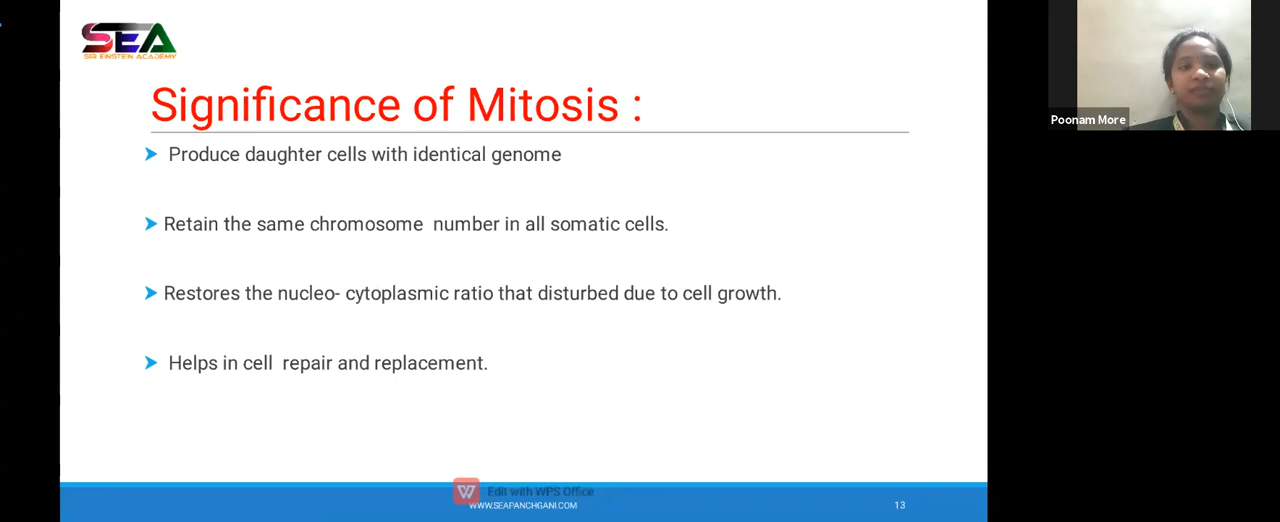 SEA
SIR EINSTEIN ACADEMY
Poonam More
Significance of Mitosis :
Produce daughter cells with identical genome
Retain the same chromosome number in all somatic cells.
Restores the nucleo- cytoplasmic ratio that disturbed due to cell growth.
Helps in cell repair and replacement.
Edit with WPS Office
WWW.SEAPANCHGANI.COM
13